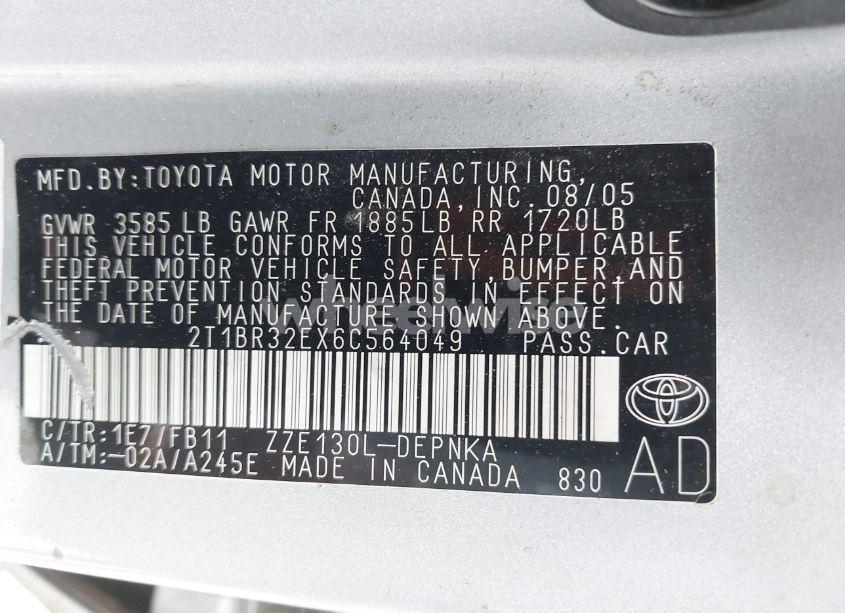 MFD.BY:TOYOTA MOTOR MANUFACTURING,
CANADA,INC. 08/05
GVWR 3585 LB GAWR FR 1885LB RR 1720LB
THIS VEHICLE CONFORMS TO ALL APPLICABLE
FEDERAL MOTOR VEHICLE SAFETY BUMPER,AND
THEFT PREVENTION STANDARDS IN EFFECT ON
THE DATE OF MANUFACTURE SHOWN ABOVE.
2T1BR32EX6C564049 PASS.CAR
C/TR:1E7/FB11 ZZE130L-DEPNKA
A/TM:-02A/A245E MADE IN CANADA 830
AD